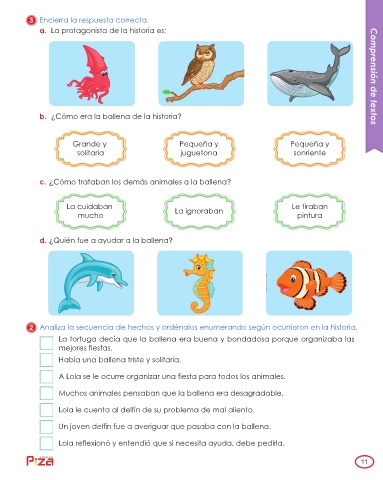 3 Encierra la respuesta correcta.
a. La protagonista de la historia es:
b. ¿Cómo era la ballena de la historia?
Grande y
solitaria
Pequeña y
juguetona
Pequeña y
sonriente
c. ¿Cómo trataban los demás animales a la ballena?
La cuidaban
mucho
La ignoraban
Le tiraban
pintura
d. ¿Quién fue a ayudar a la ballena?
2 Analiza la secuencia de hechos y ordénalos enumerando según ocurrieron en la historia.
La tortuga decía que la ballena era buena y bondadosa porque organizaba las
mejores fiestas.
Había una ballena triste y solitaria.
A Lola se le ocurre organizar una fiesta para todos los animales.
Muchos animales pensaban que la ballena era desagradable.
Lola le cuenta al delfín de su problema de mal aliento.
Un joven delfín fue a averiguar que pasaba con la ballena.
Lola reflexionó y entendió que si necesita ayuda, debe pedirla.
Comprensión de textos
11